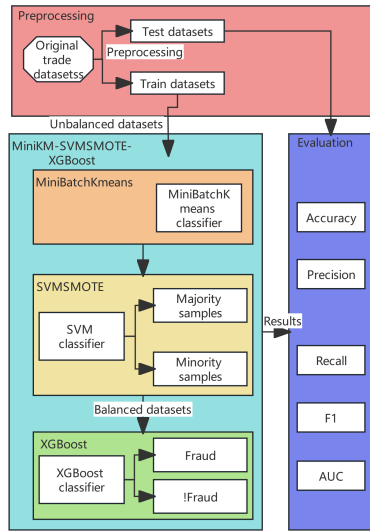 Preprocessing
Original
trade
datasetss
Test datasets
Preprocessing
Train datasets
Unbalanced datasets
MiniKM-SVMSMOTE-
XGBoost
MiniBatchKmeans
MiniBatchK
means
classifier
SVMSMOTE
SVM
classifier
Majority
samples
Minority
samples
Balanced datasets
XGBoost
XGBoost
classifier
Fraud
!Fraud
Results
Evaluation
Accuracy
Precision
Recall
F1
AUC